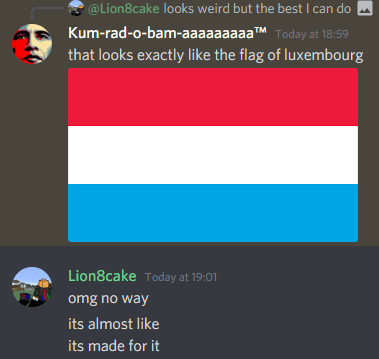 @Lion8cake looks weird but the best I can do
Kum-rad-o-bam-aaaaaaaaa™ Today at 18:59
that looks exactly like the flag of luxembourg
Lion8cake Today at 19:01
omg no way
its almost like
its made for it